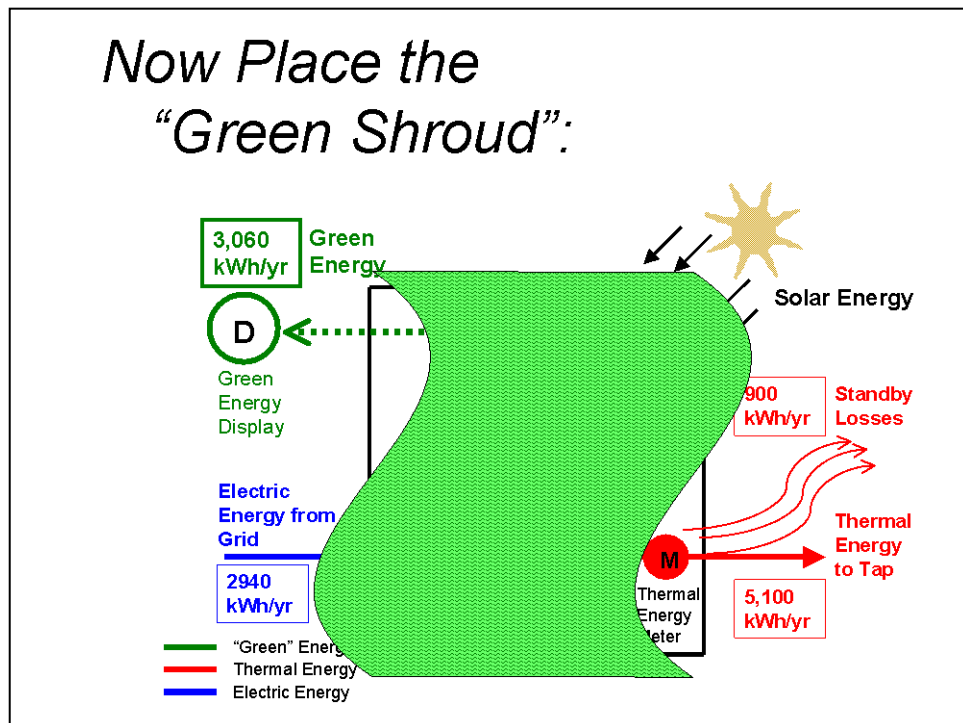 Now Place the
“Green Shroud”:
3,060
kWh/yr
Green
Energy
D
Green
Energy
Display
Solar Energy
900
kWh/yr
Standby
Losses
Electric
Energy from
Grid
2940
kWh/yr
M
Thermal
Energy
Meter
Thermal
Energy
to Tap
5,100
kWh/yr
“Green” Energy
Thermal Energy
Electric Energy